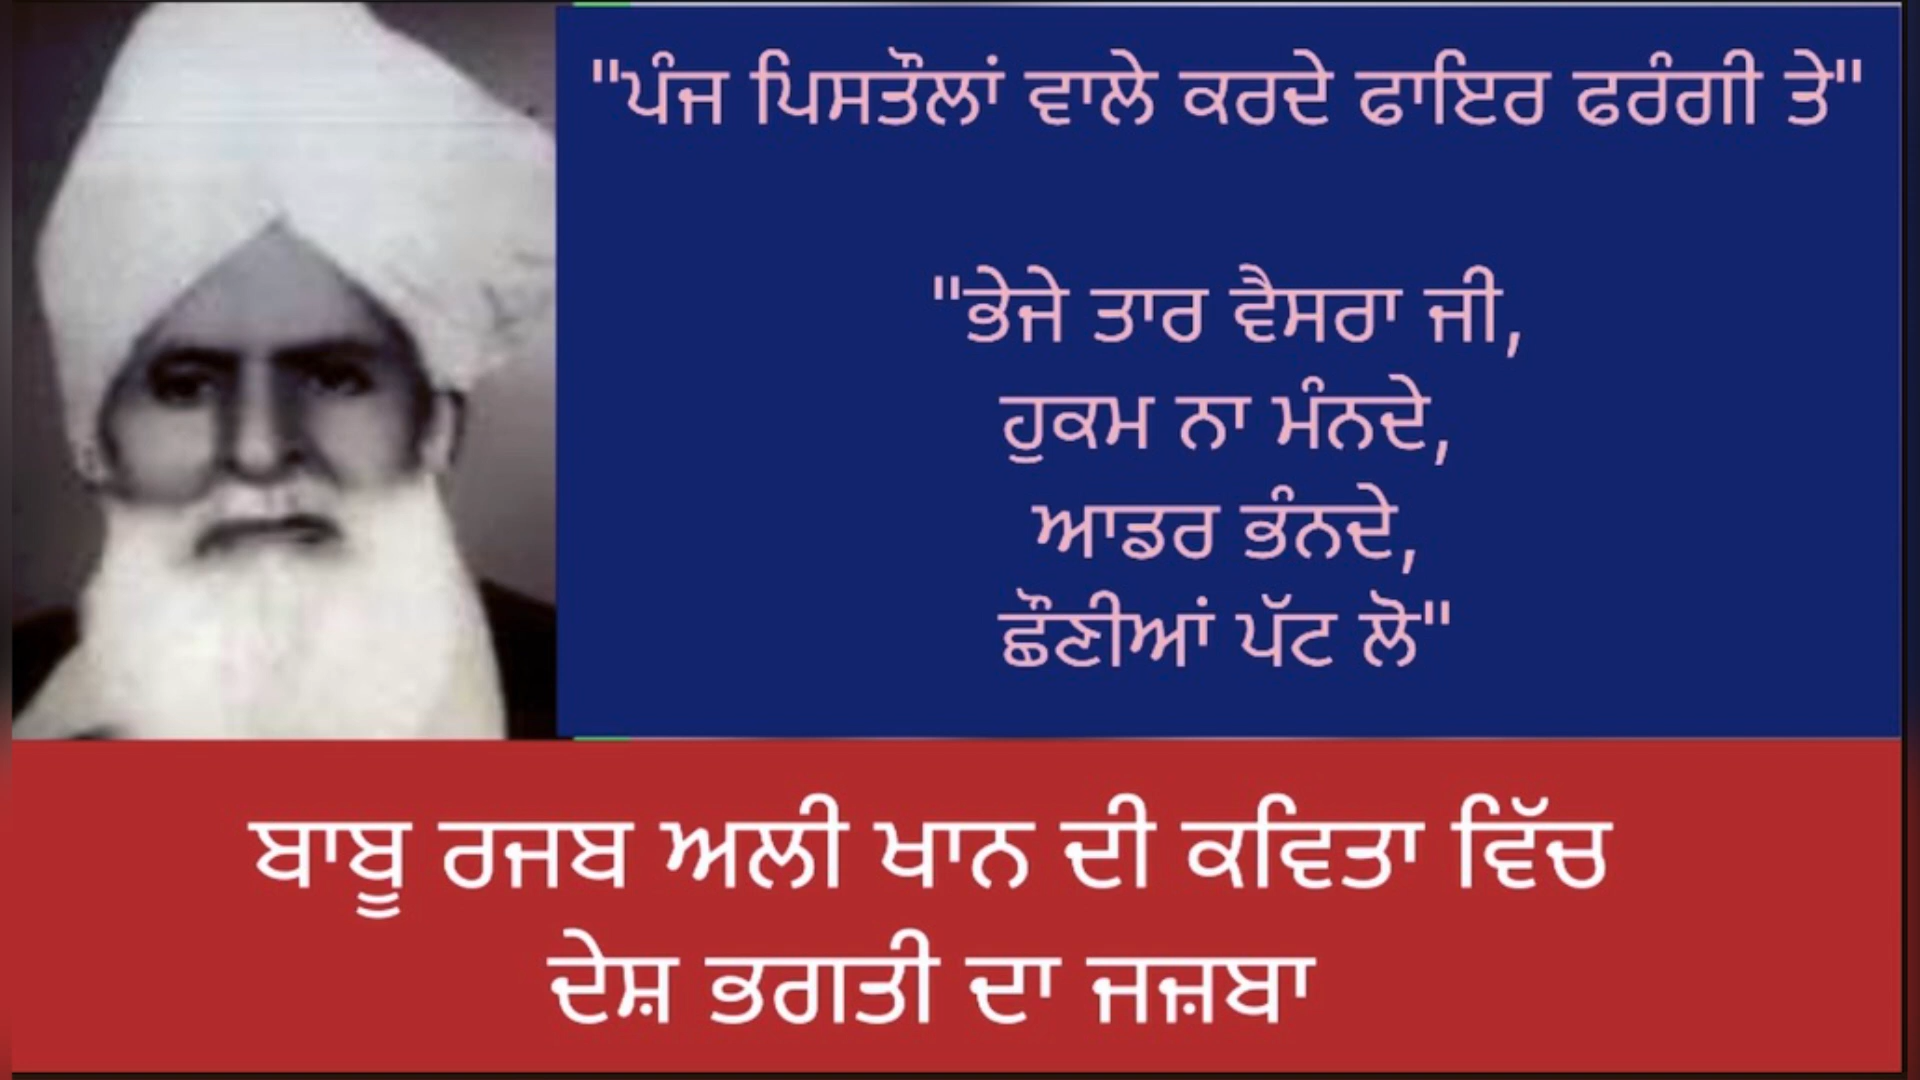 "ਪੰਜ ਪਿਸਤੌਲਾਂ ਵਾਲੇ ਕਰਦੇ ਫਾਇਰ ਫਰੰਗੀ ਤੇ"
"ਭੇਜੇ ਤਾਰ ਵੈਸਰਾ ਜੀ,
ਹੁਕਮ ਨਾ ਮੰਨਦੇ,
ਆਡਰ ਭੰਨਦੇ,
ਛੌਣੀਆਂ ਪੱਟ ਲੋ"
ਬਾਬੂ ਰਜਬ ਅਲੀ ਖਾਨ ਦੀ ਕਵਿਤਾ ਵਿੱਚ
ਦੇਸ਼ ਭਗਤੀ ਦਾ ਜਜ਼ਬਾ